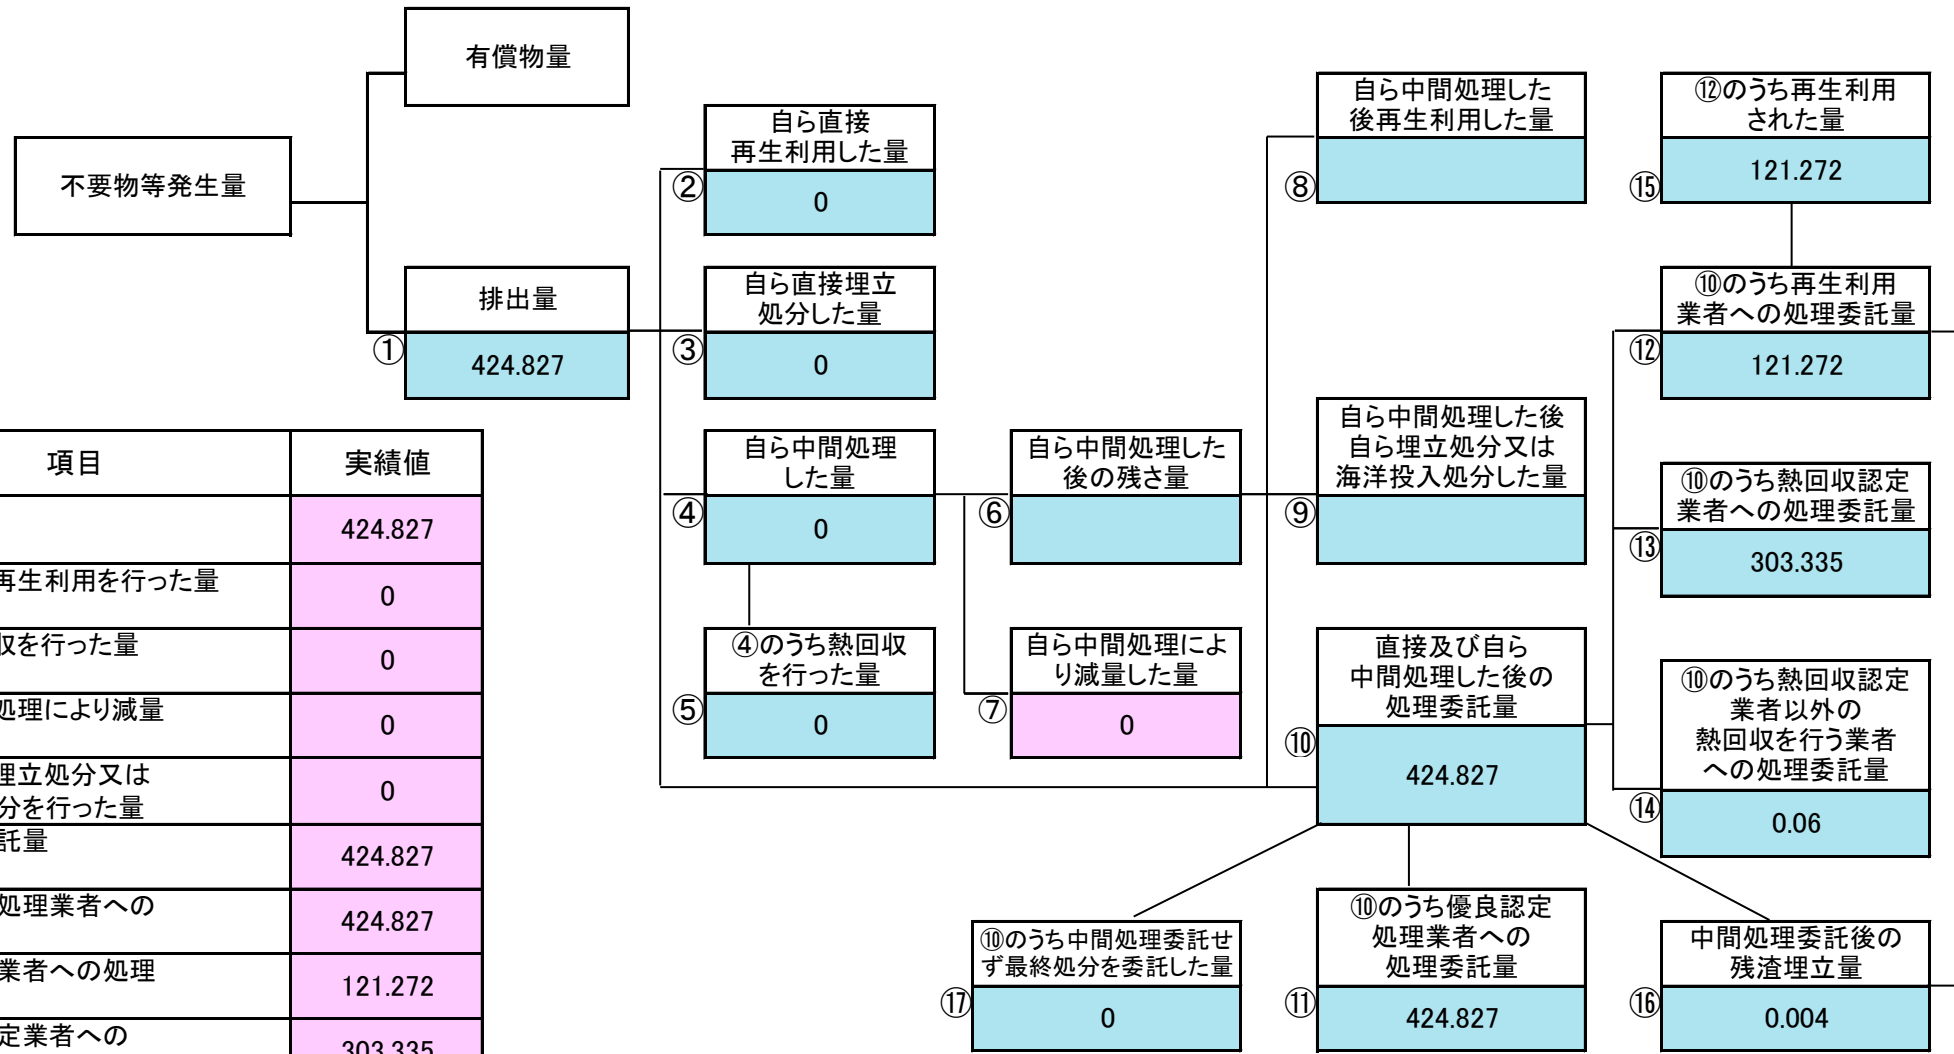 有償物量
不要物等発生量
排出量
①
424.827
自ら直接
再生利用した量
②
0
自ら直接埋立
処分した量
③
0
自ら中間処理
した量
④
0
④のうち熱回収
を行った量
⑤
0
自ら中間処理した
後の残さ量
⑥
自ら中間処理によ
り減量した量
⑦
0
自ら中間処理した
後再生利用した量
⑧
自ら中間処理した後
自ら埋立処分又は
海洋投入処分した量
⑨
直接及び自ら
中間処理した後の
処理委託量
⑩
424.827
⑫のうち再生利用
された量
⑮
121.272
⑩のうち再生利用
業者への処理委託量
⑫
121.272
⑩のうち熱回収認定
業者への処理委託量
⑬
303.335
⑩のうち熱回収認定
業者以外の
熱回収を行う業者
への処理委託量
⑭
0.06
⑩のうち中間処理委託せ
ず最終処分を委託した量
⑰
0
⑩のうち優良認定
処理業者への
処理委託量
⑪
424.827
中間処理委託後の
残渣埋立量
⑯
0.004
項目 実績値
424.827
再生利用を行った量 0
収を行った量 0
処理により減量 0
埋立処分又は
分を行った量 0
託量 424.827
処理業者への 424.827
業者への処理 121.272
定業者への 303.335